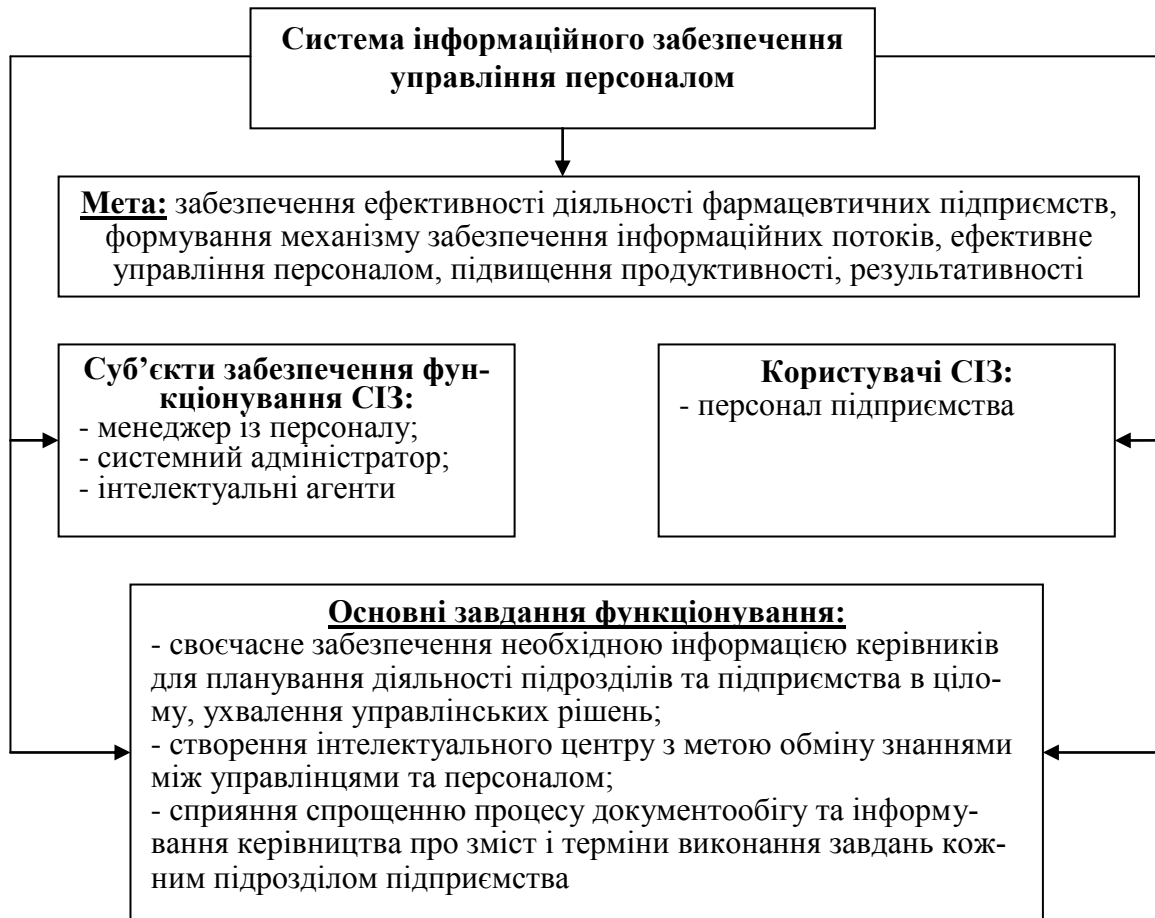 Система інформаційного забезпечення
управління персоналом
Мета: забезпечення ефективності діяльності фармацевтичних підприємств,
формування механізму забезпечення інформаційних потоків, ефективне
управління персоналом, підвищення продуктивності, результативності
Суб’єкти забезпечення фун-
кціонування СІЗ:
- менеджер із персоналу;
- системний адміністратор;
- інтелектуальні агенти
Користувачі СІЗ:
- персонал підприємства
Основні завдання функціонування:
- своєчасне забезпечення необхідною інформацією керівників
для планування діяльності підрозділів та підприємства в ціло-
му, ухвалення управлінських рішень;
- створення інтелектуального центру з метою обміну знаннями
між управлінцями та персоналом;
- сприяння спрощенню процесу документообігу та інформу-
вання керівництва про зміст і терміни виконання завдань кож-
ним підрозділом підприємства